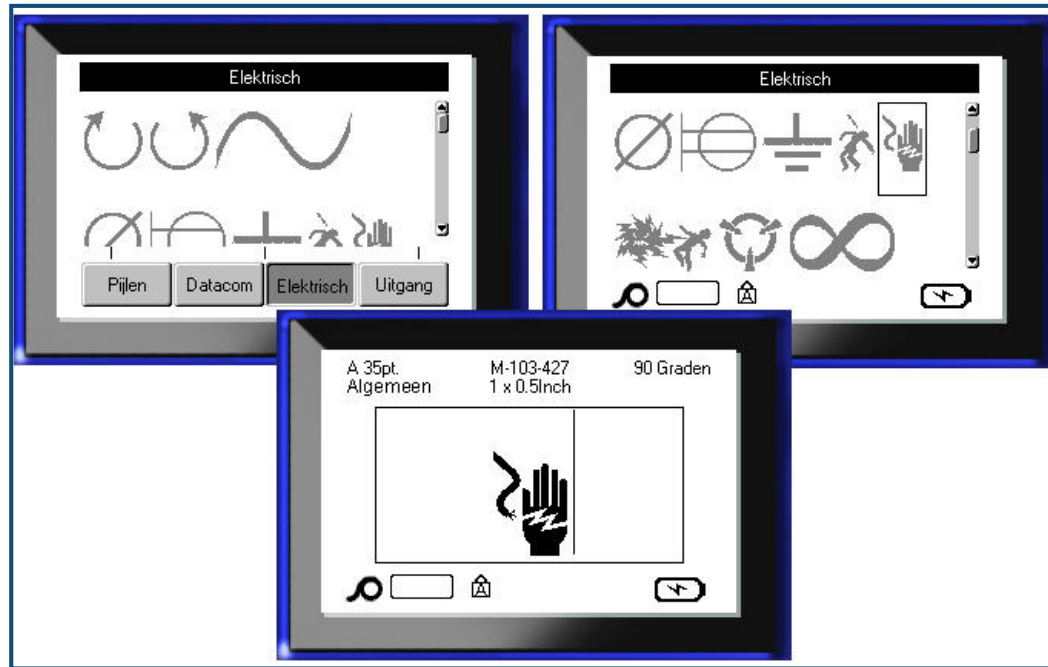 Elektrisch
Pijlen Datacom Elektrisch Uitgang
Elektrisch
A
A 35pt. M-103-427 90 Graden
Algemeen 1 x 0.5Inch
A